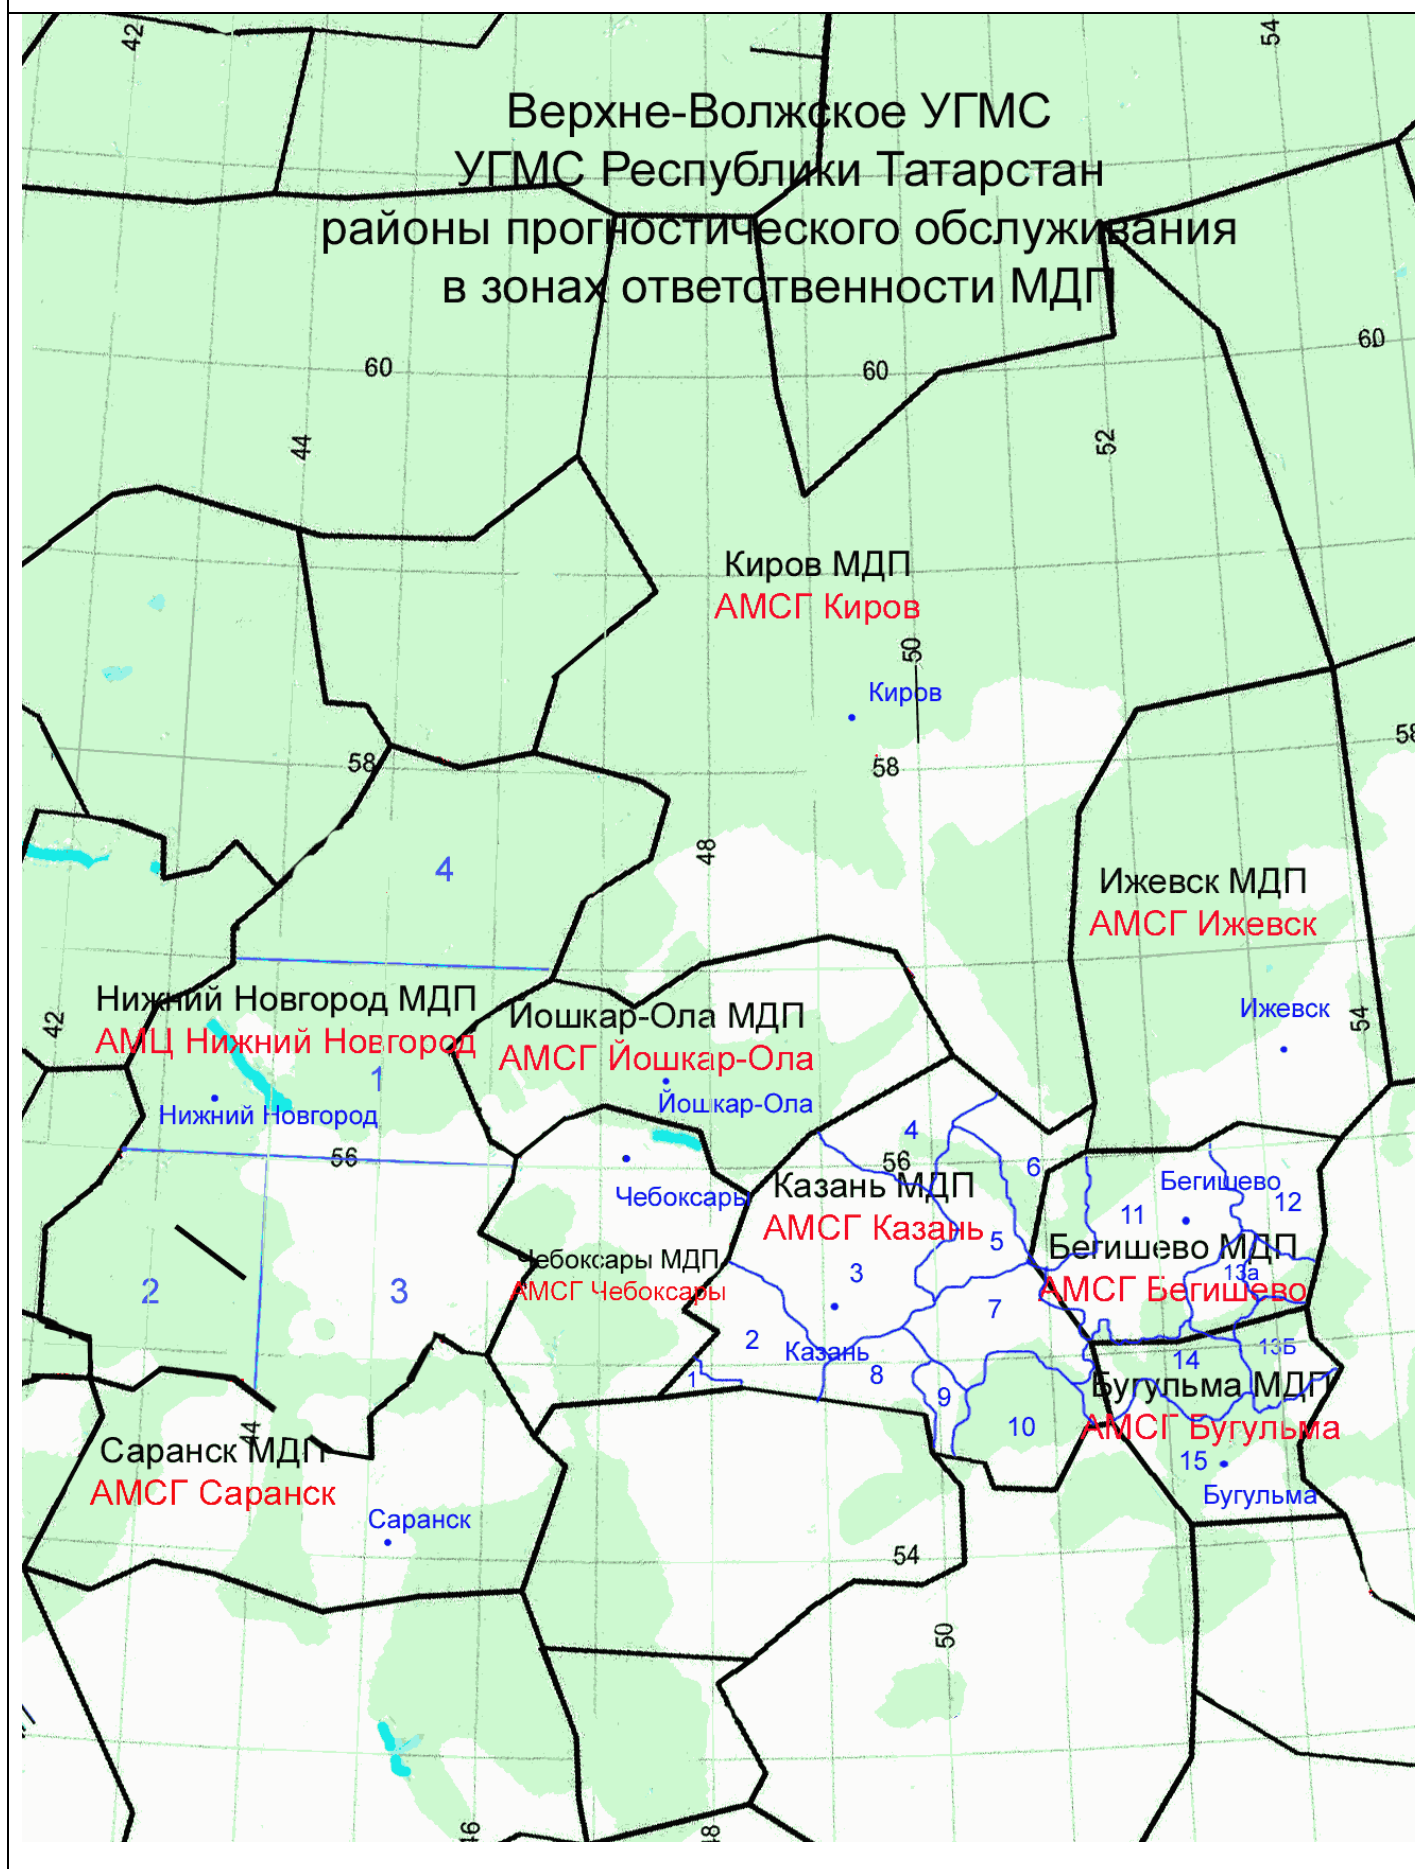 42
54
Верхне-Волжское УГМС
УГМС Республики Татарстан
районы прогностического обслуживания
в зонах ответственности МДП
60
60
60
44
52
Киров МДП
АМСГ Киров
50
Киров
58
58
58
48
4
Ижевск МДП
АМСГ Ижевск
Нижний Новгород МДП
АМЦ Нижний Новгород
42
1
Нижний Новгород
Йошкар-Ола МДП
АМСГ Йошкар-Ола
Йошкар-Ола
Ижевск
54
56
4
56
6
Казань МДП
АМСГ Казань
5
Чебоксары
Чебоксары МДП
АМСГ Чебоксары
Бегишево
11
12
Бегишево МДП
13а
АМСГ Бегишево
2
3
3
7
2
Казань
8
1
9
10
14
13Б
Бугульма МДП
АМСГ Бугульма
15
Бугульма
44
Саранск МДП
АМСГ Саранск
Саранск
54
50
46
48